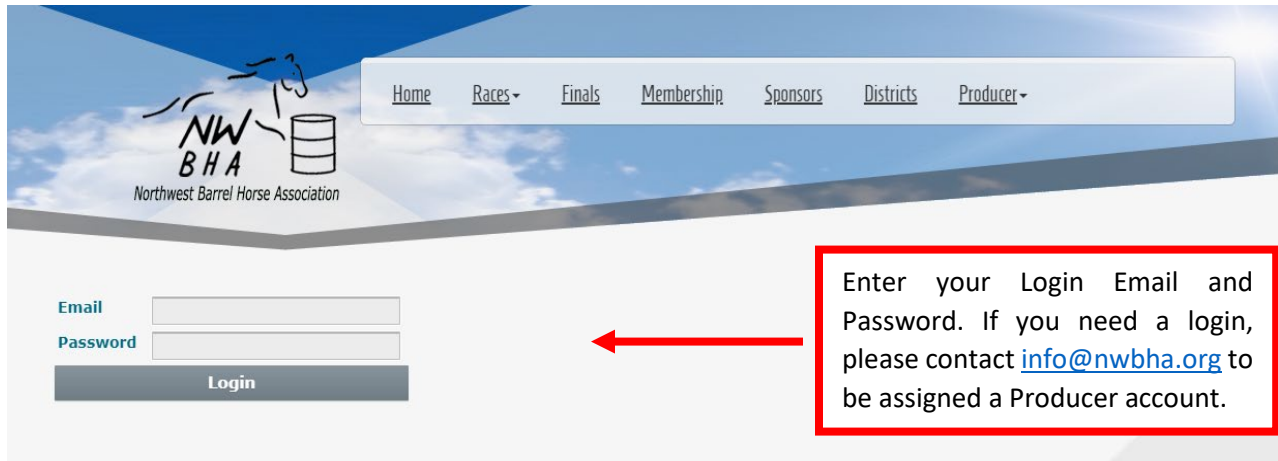 Home Races Finals Membership Sponsors Districts Producer
NW
BHA
Northwest Barrel Horse Association
Email
Password
Login
Enter your Login Email and
Password. If you need a login,
please contact info@nwbha.org to
be assigned a Producer account.